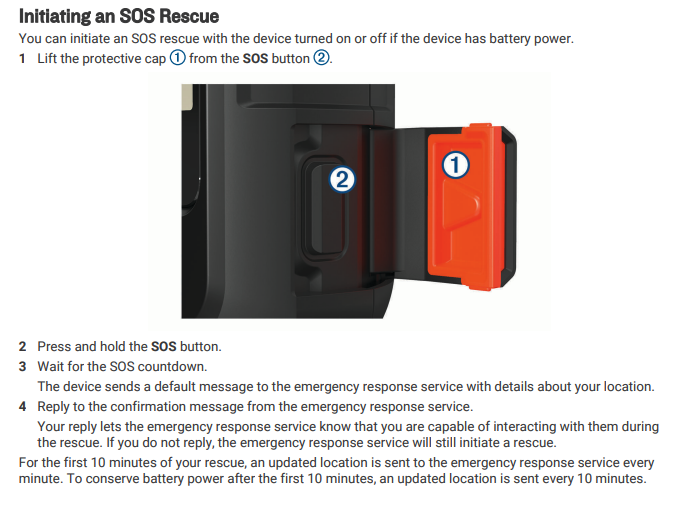 Initiating an SOS Rescue
You can initiate an SOS rescue with the device turned on or off if the device has battery power.
1 Lift the protective cap ① from the SOS button ②.
② ①
2 Press and hold the SOS button.
3 Wait for the SOS countdown.
The device sends a default message to the emergency response service with details about your location.
4 Reply to the confirmation message from the emergency response service.
Your reply lets the emergency response service know that you are capable of interacting with them during
the rescue. If you do not reply, the emergency response service will still initiate a rescue.
For the first 10 minutes of your rescue, an updated location is sent to the emergency response service every
minute. To conserve battery power after the first 10 minutes, an updated location is sent every 10 minutes.